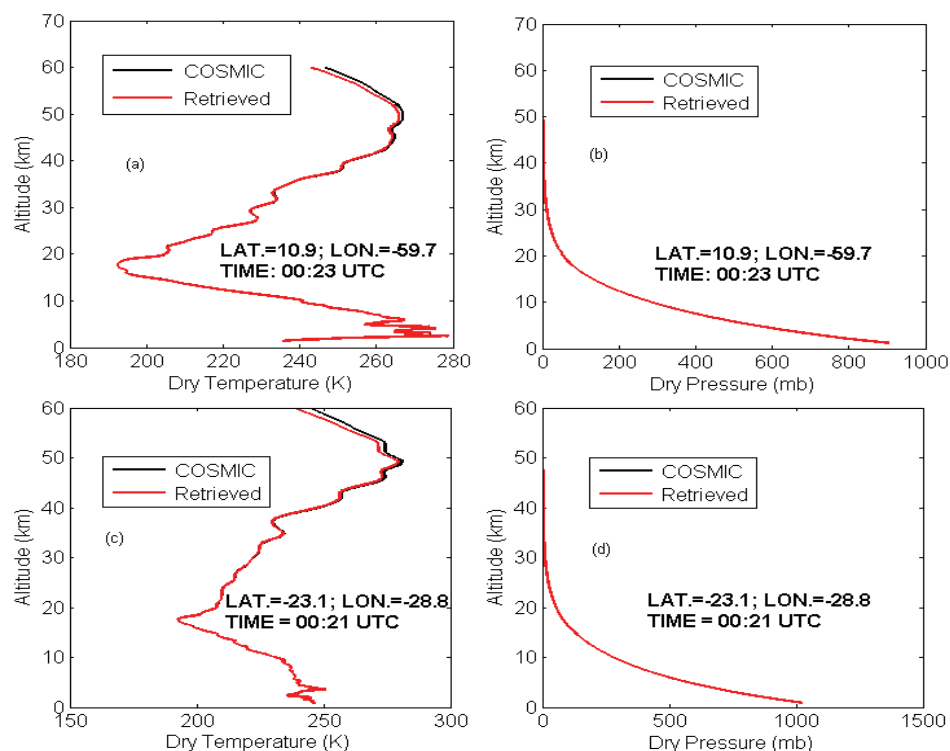 70
60
50
40
30
20
10
0
Altitude (km)
COSMIC
Retrieved
(a)
LAT.=10.9; LON.=-59.7
TIME: 00:23 UTC
180 200 220 240 260 280
Dry Temperature (K)
70
60
50
40
30
20
10
0
Altitude (km)
COSMIC
Retrieved
(b)
LAT.=10.9; LON.=-59.7
TIME: 00:23 UTC
0 200 400 600 800 1000
Dry Pressure (mb)
60
50
40
30
20
10
0
Altitude (km)
COSMIC
Retrieved
(c)
LAT.=-23.1; LON.=-28.8
TIME = 00:21 UTC
150 200 250 300
Dry Temperature (K)
60
50
40
30
20
10
0
Altitude (km)
COSMIC
Retrieved
(d)
LAT.=-23.1; LON.=-28.8
TIME = 00:21 UTC
0 500 1000 1500
Dry Pressure (mb)